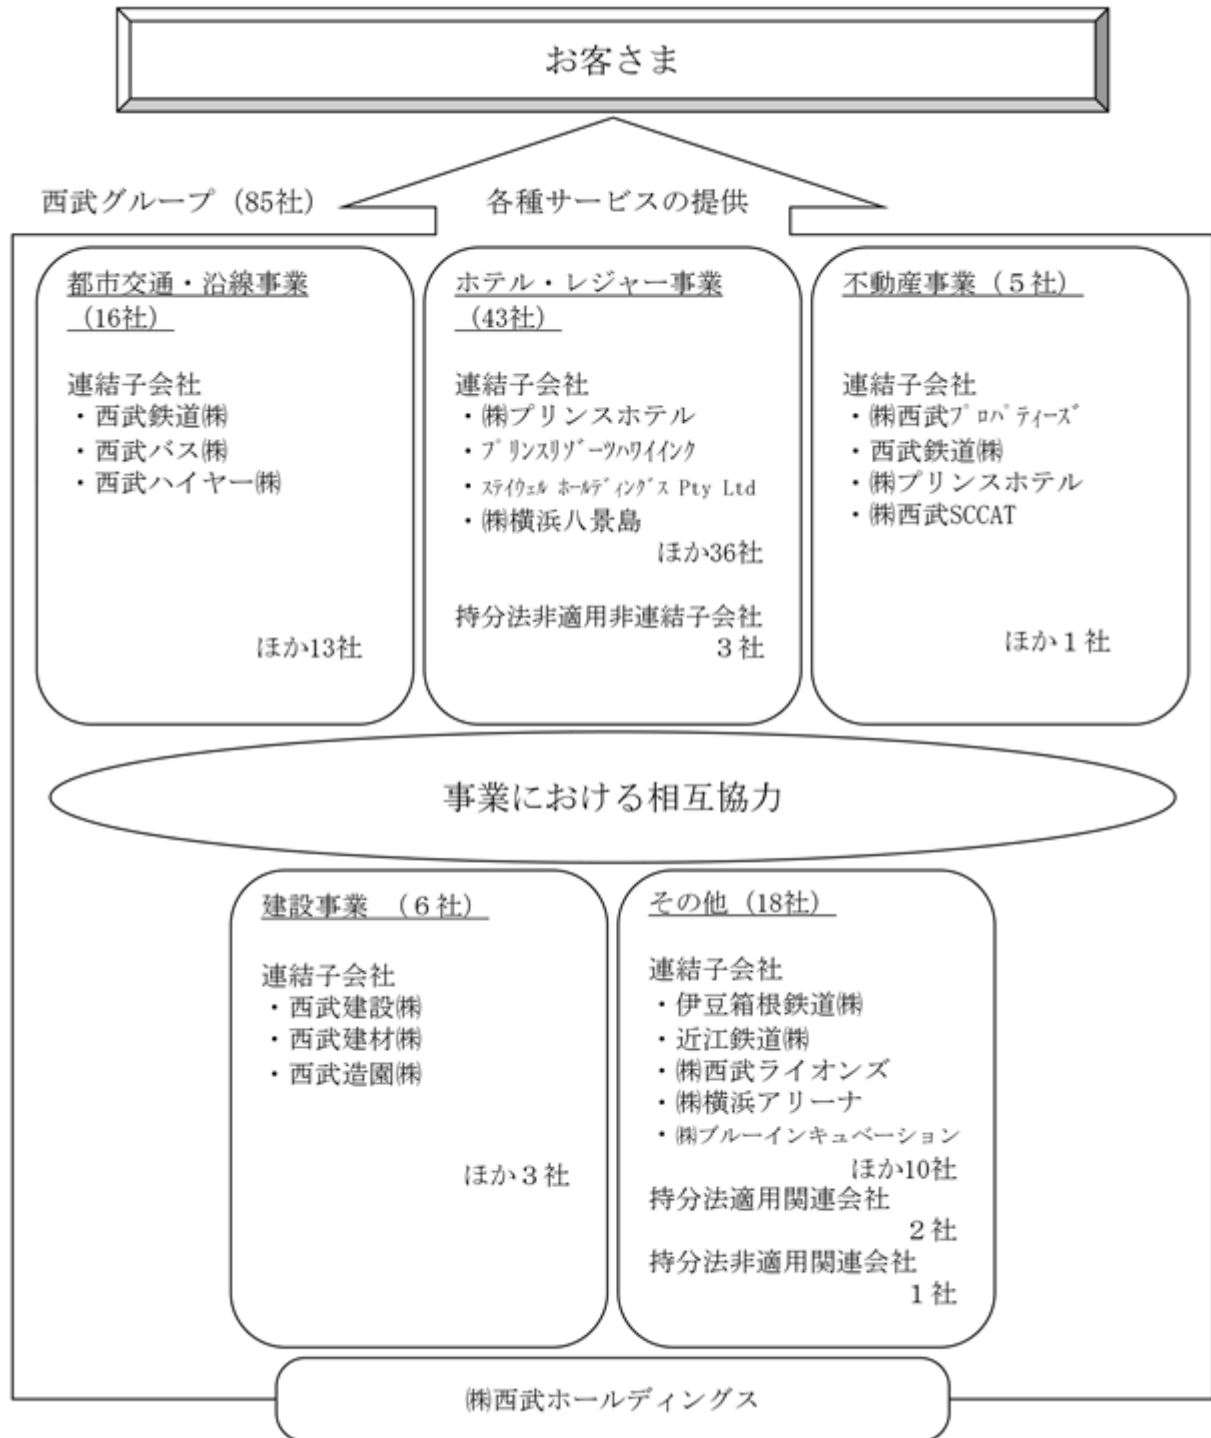 お客さま
西武グループ（85社）
各種サービスの提供
都市交通・沿線事業
（16社）
連結子会社
・西武鉄道㈱
・西武バス㈱
・西武ハイヤー㈱
ほか13社
ホテル・レジャー事業
（43社）
連結子会社
・㈱プリンスホテル
・ﾌﾟﾘﾝｽﾘｿﾞｰﾂﾊﾜｲｲﾝｸ
・ｽﾃｲｳｪﾙ ﾎｰﾙﾃﾞｨﾝｸﾞｽ Pty Ltd
・㈱横浜八景島
ほか36社
持分法非適用非連結子会社
３社
不動産事業（５社）
連結子会社
・㈱西武ﾌﾟﾛﾊﾟﾃｨｰｽﾞ
・西武鉄道㈱
・㈱プリンスホテル
・㈱西武SCCAT
ほか１社
事業における相互協力
建設事業　（６社）
連結子会社
・西武建設㈱
・西武建材㈱
・西武造園㈱
ほか３社
その他（18社）
連結子会社
・伊豆箱根鉄道㈱
・近江鉄道㈱
・㈱西武ライオンズ
・㈱横浜アリーナ
・㈱ブルーインキュベーション
ほか10社
持分法適用関連会社
２社
持分法非適用関連会社
１社
㈱西武ホールディングス